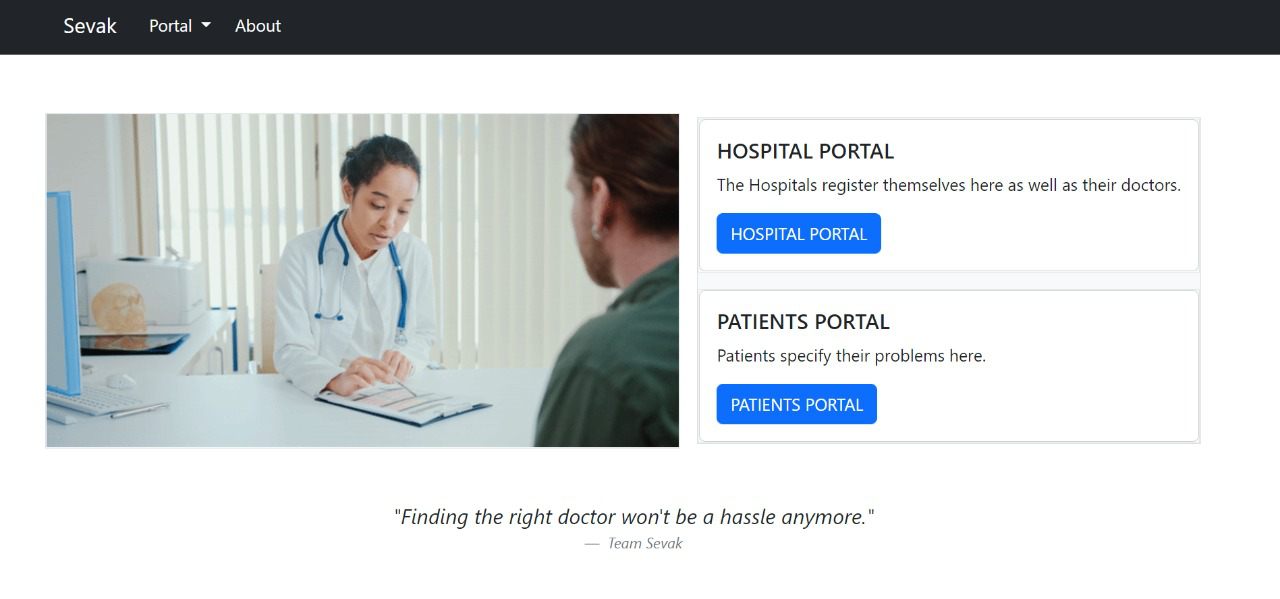 Sevak Portal About
HOSPITAL PORTAL
The Hospitals register themselves here as well as their doctors.
HOSPITAL PORTAL
PATIENTS PORTAL
Patients specify their problems here.
PATIENTS PORTAL
"Finding the right doctor won't be a hassle anymore."
— Team Sevak